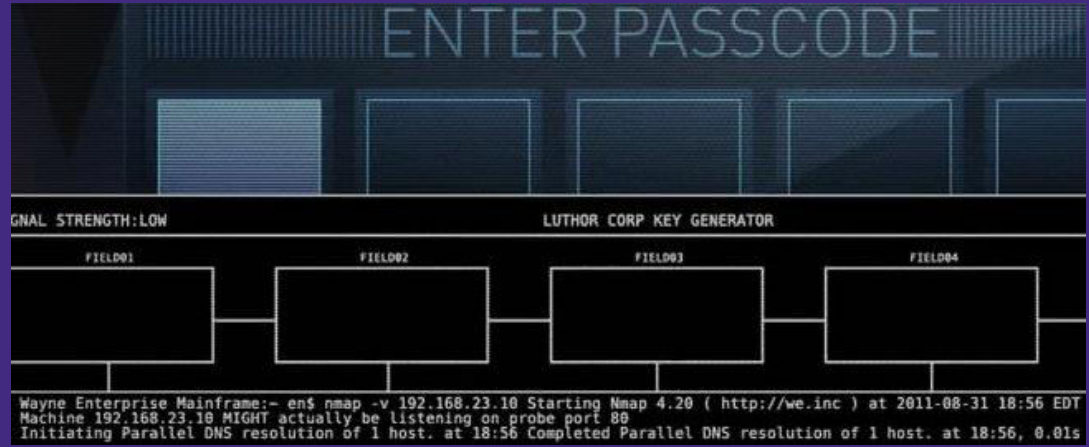 ENTER PASSCODE
GNAL STRENGTH:LOW LUTHOR CORP KEY GENERATOR
FIELD01 FIELD02 FIELD03 FIELD04
Wayne Enterprise Mainframe:~ en$ nmap -v 192.168.23.10 Starting Nmap 4.20 ( http://we.inc ) at 2011-08-31 18:56 EDT
Machine 192.168.23.10 MIGHT actually be listening on probe port 80
Initiating Parallel DNS resolution of 1 host. at 18:56 Completed Parallel DNS resolution of 1 host. at 18:56, 0.01s